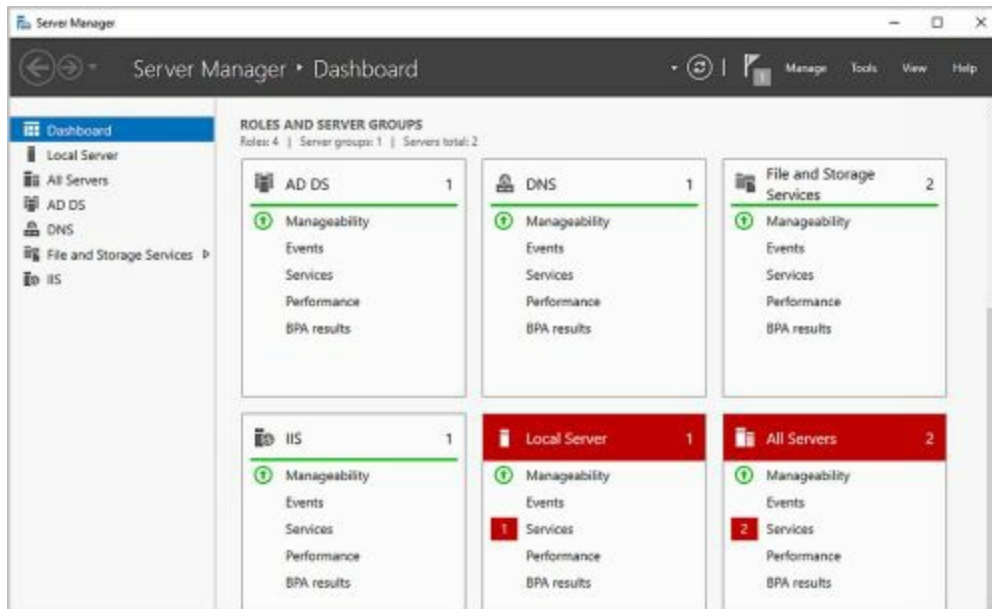 Server Manager
Server Manager • Dashboard
1
Manage
Tools
View
Help
Dashboard
Local Server
All Servers
AD DS
DNS
File and Storage Services
IIS
ROLES AND SERVER GROUPS
Roles: 4 | Server groups: 1 | Servers total: 2
AD DS 1
Manageability
Events
Services
Performance
BPA results
DNS 1
Manageability
Events
Services
Performance
BPA results
File and Storage
Services 2
Manageability
Events
Services
Performance
BPA results
IIS 1
Manageability
Events
Services
Performance
BPA results
Local Server 1
Manageability
Events
1 Services
Performance
BPA results
All Servers 2
Manageability
Events
2 Services
Performance
BPA results